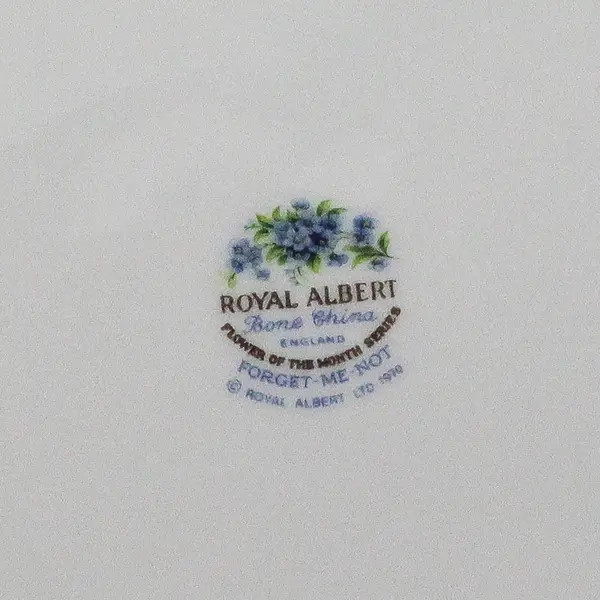 ROYAL ALBERT
Bone China
ENGLAND
FLOWER OF THE MONTH SERIES
FORGET-ME-NOT
© ROYAL ALBERT LTD 1970